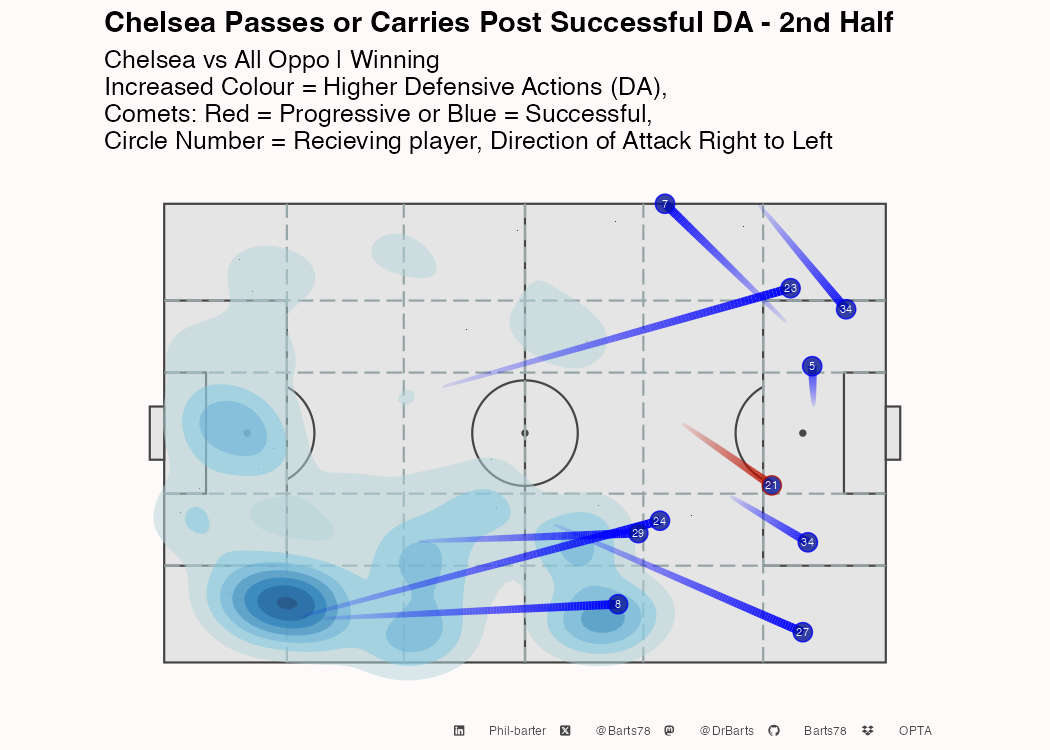 Chelsea Passes or Carries Post Successful DA - 2nd Half
Chelsea vs All Oppo | Winning
Increased Colour = Higher Defensive Actions (DA),
Comets: Red = Progressive or Blue = Successful,
Circle Number = Recieving player, Direction of Attack Right to Left
7
23
34
5
21
24
29
34
8
27
Phil-barter @Barts78 @DrBarts Barts78 OPTA